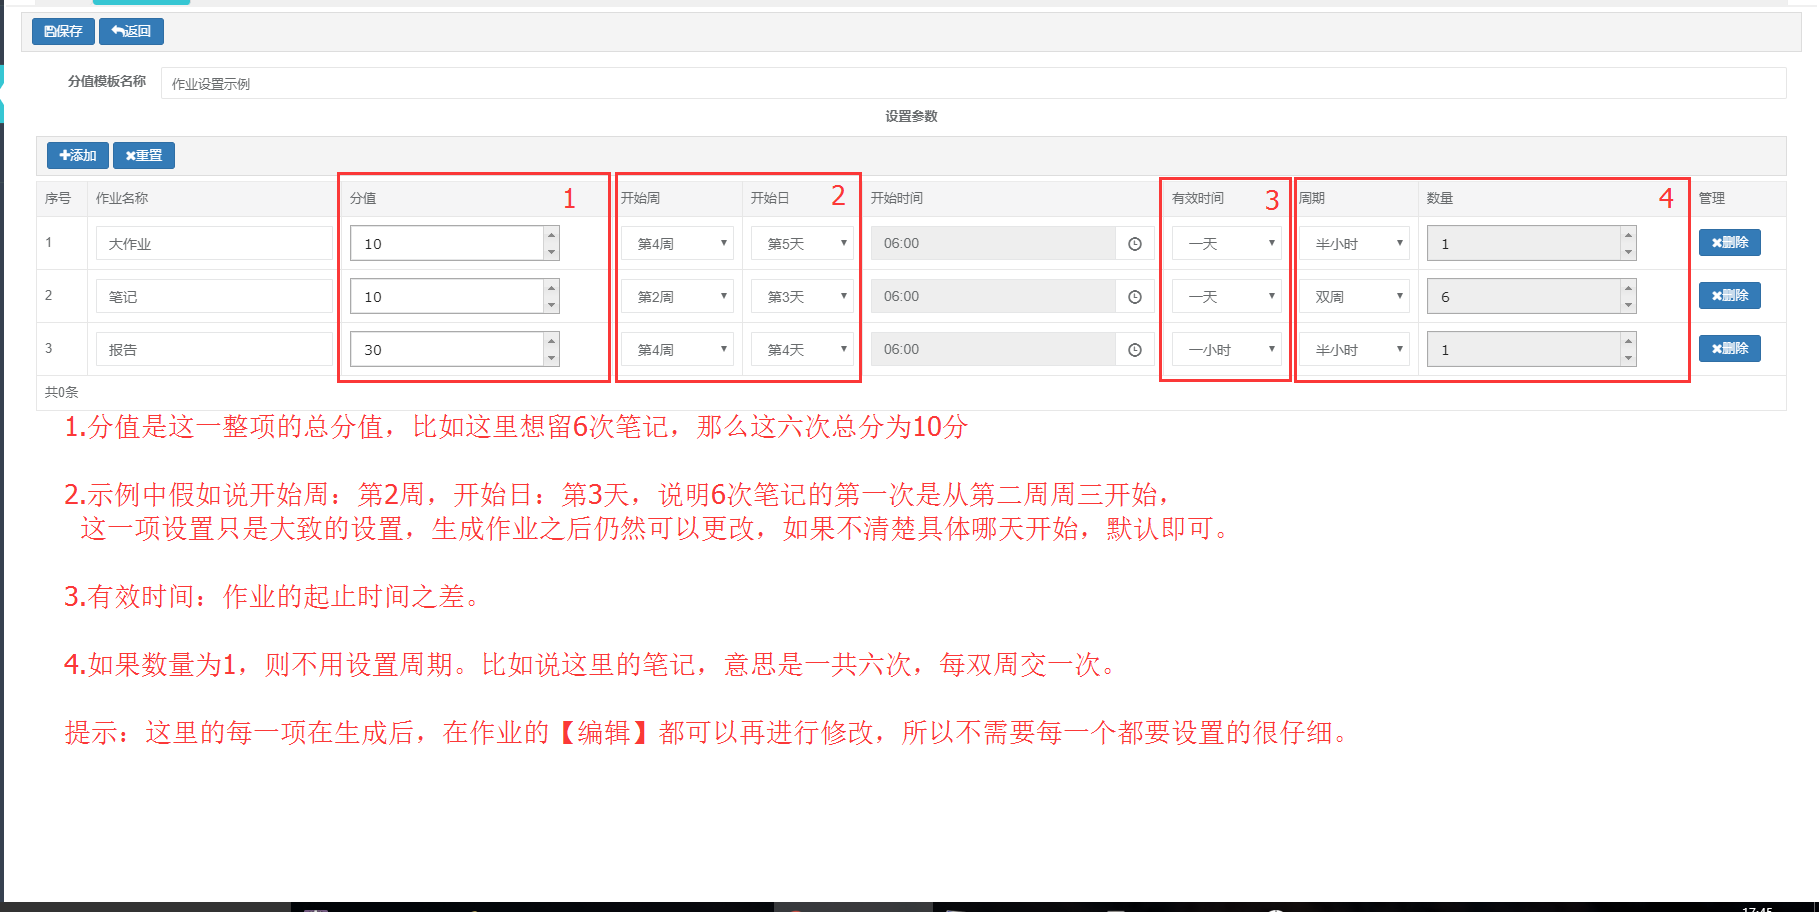 保存 返回
分值模板名称 作业设置示例
设置参数
添加 重置
序号 作业名称 分值 1 开始周 开始日 2 开始时间 有效时间 3 周期 数量 4 管理
1 大作业 10 第4周 第5天 06:00 一天 半小时 1 删除
2 笔记 10 第2周 第3天 06:00 一天 双周 6 删除
3 报告 30 第4周 第4天 06:00 一小时 半小时 1 删除
共0条
1.分值是这一整项的总分值，比如这里想留6次笔记，那么这六次总分为10分
2.示例中假如说开始周：第2周，开始日：第3天，说明6次笔记的第一次是从第二周周三开始，
这一项设置只是大致的设置，生成作业之后仍然可以更改，如果不清楚具体哪天开始，默认即可。
3.有效时间：作业的起止时间之差。
4.如果数量为1，则不用设置周期。比如说这里的笔记，意思是一共六次，每双周交一次。
提示：这里的每一项在生成后，在作业的【编辑】都可以再进行修改，所以不需要每一个都要设置的很仔细。